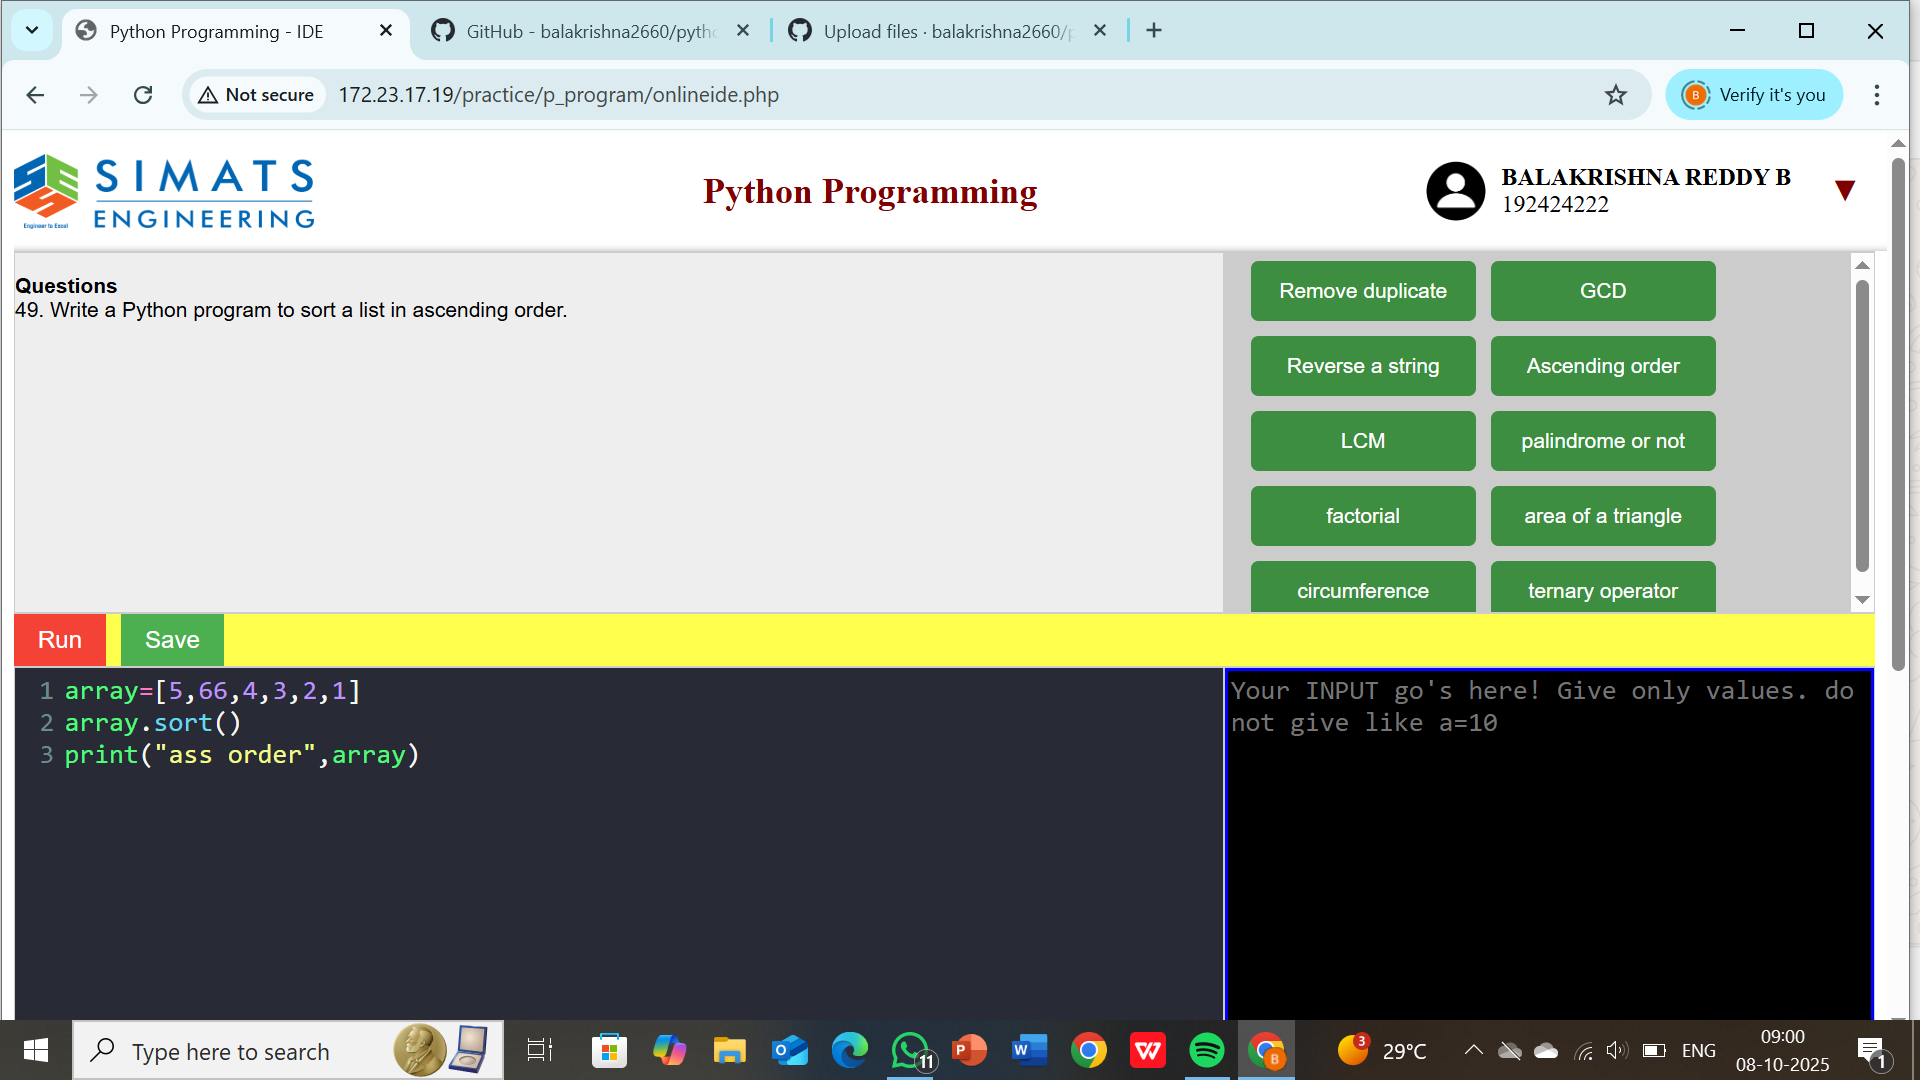 Python Programming - IDE
GitHub - balakrishna2660/pytho
Upload files · balakrishna2660/p
Not secure
172.23.17.19/practice/p_program/onlineide.php
B
Verify it's you
SIMATS
ENGINEERING
Engineer to Excel
Python Programming
BALAKRISHNA REDDY B
192424222
Questions
49. Write a Python program to sort a list in ascending order.
Remove duplicate
GCD
Reverse a string
Ascending order
LCM
palindrome or not
factorial
area of a triangle
circumference
ternary operator
Run
Save
1 array=[5,66,4,3,2,1]
2 array.sort()
3 print("ass order",array)
Your INPUT go's here! Give only values. do
not give like a=10
Type here to search
11
P
W
W
B
3
29°C
ENG
09:00
08-10-2025
1